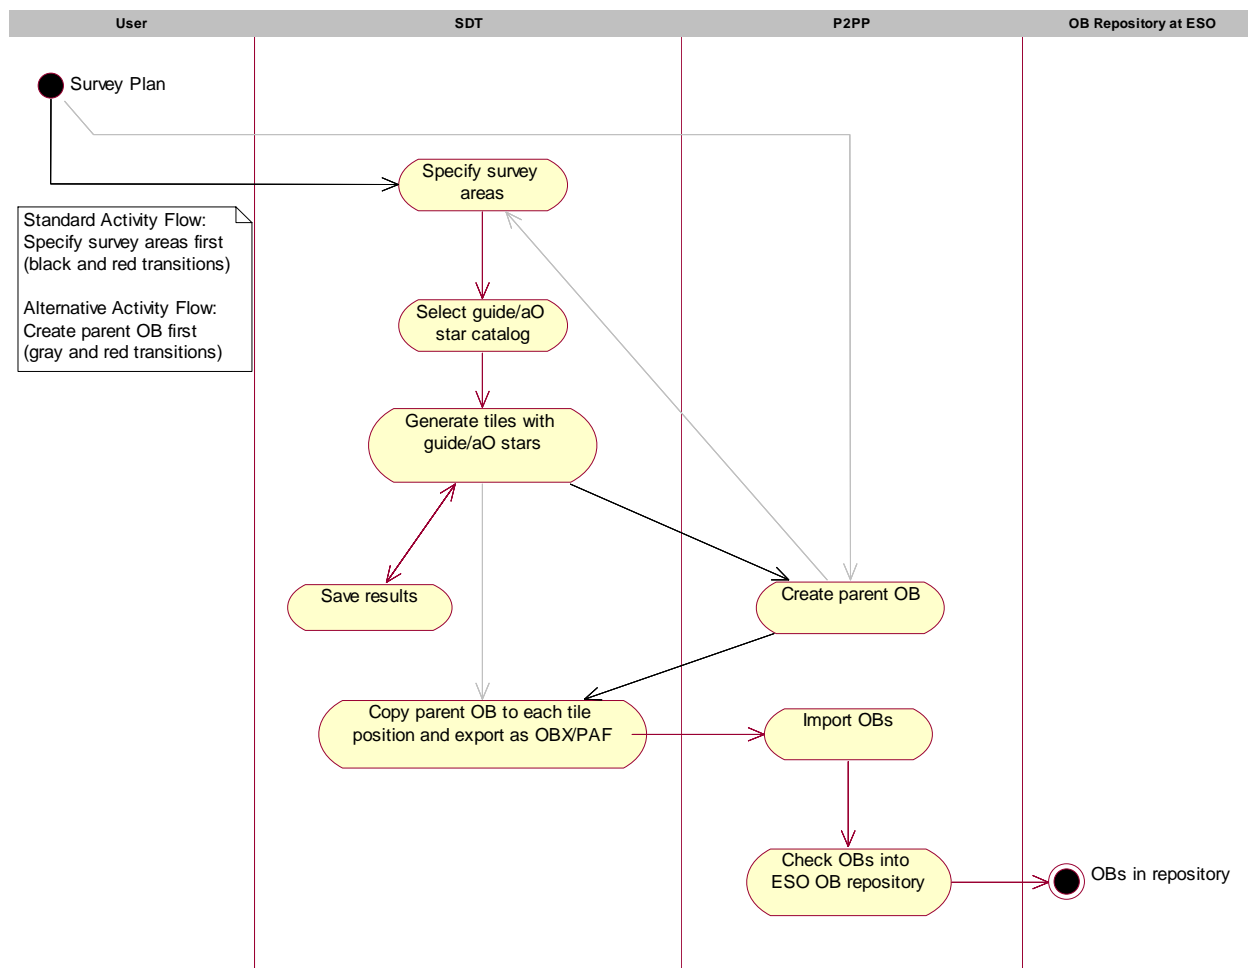 User
SDT
P2PP
OB Repository at ESO
Survey Plan
Specify survey
areas
Standard Activity Flow:
Specify survey areas first
(black and red transitions)
Alternative Activity Flow:
Create parent OB first
(gray and red transitions)
Select guide/aO
star catalog
Generate tiles with
guide/aO stars
Save results
Create parent OB
Copy parent OB to each tile
position and export as OBX/PAF
Import OBs
Check OBs into
ESO OB repository
OBs in repository